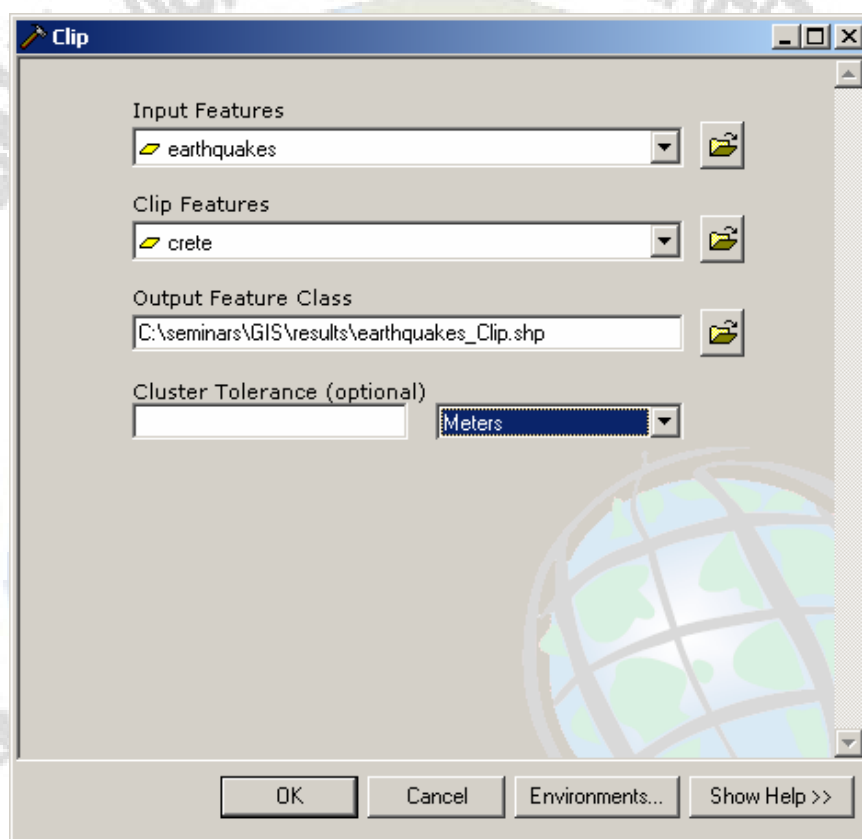 Clip
Input Features
earthquakes
Clip Features
crete
Output Feature Class
C:\seminars\GIS\results\earthquakes_Clip.shp
Cluster Tolerance (optional)
Meters
OK Cancel Environments... Show Help >>